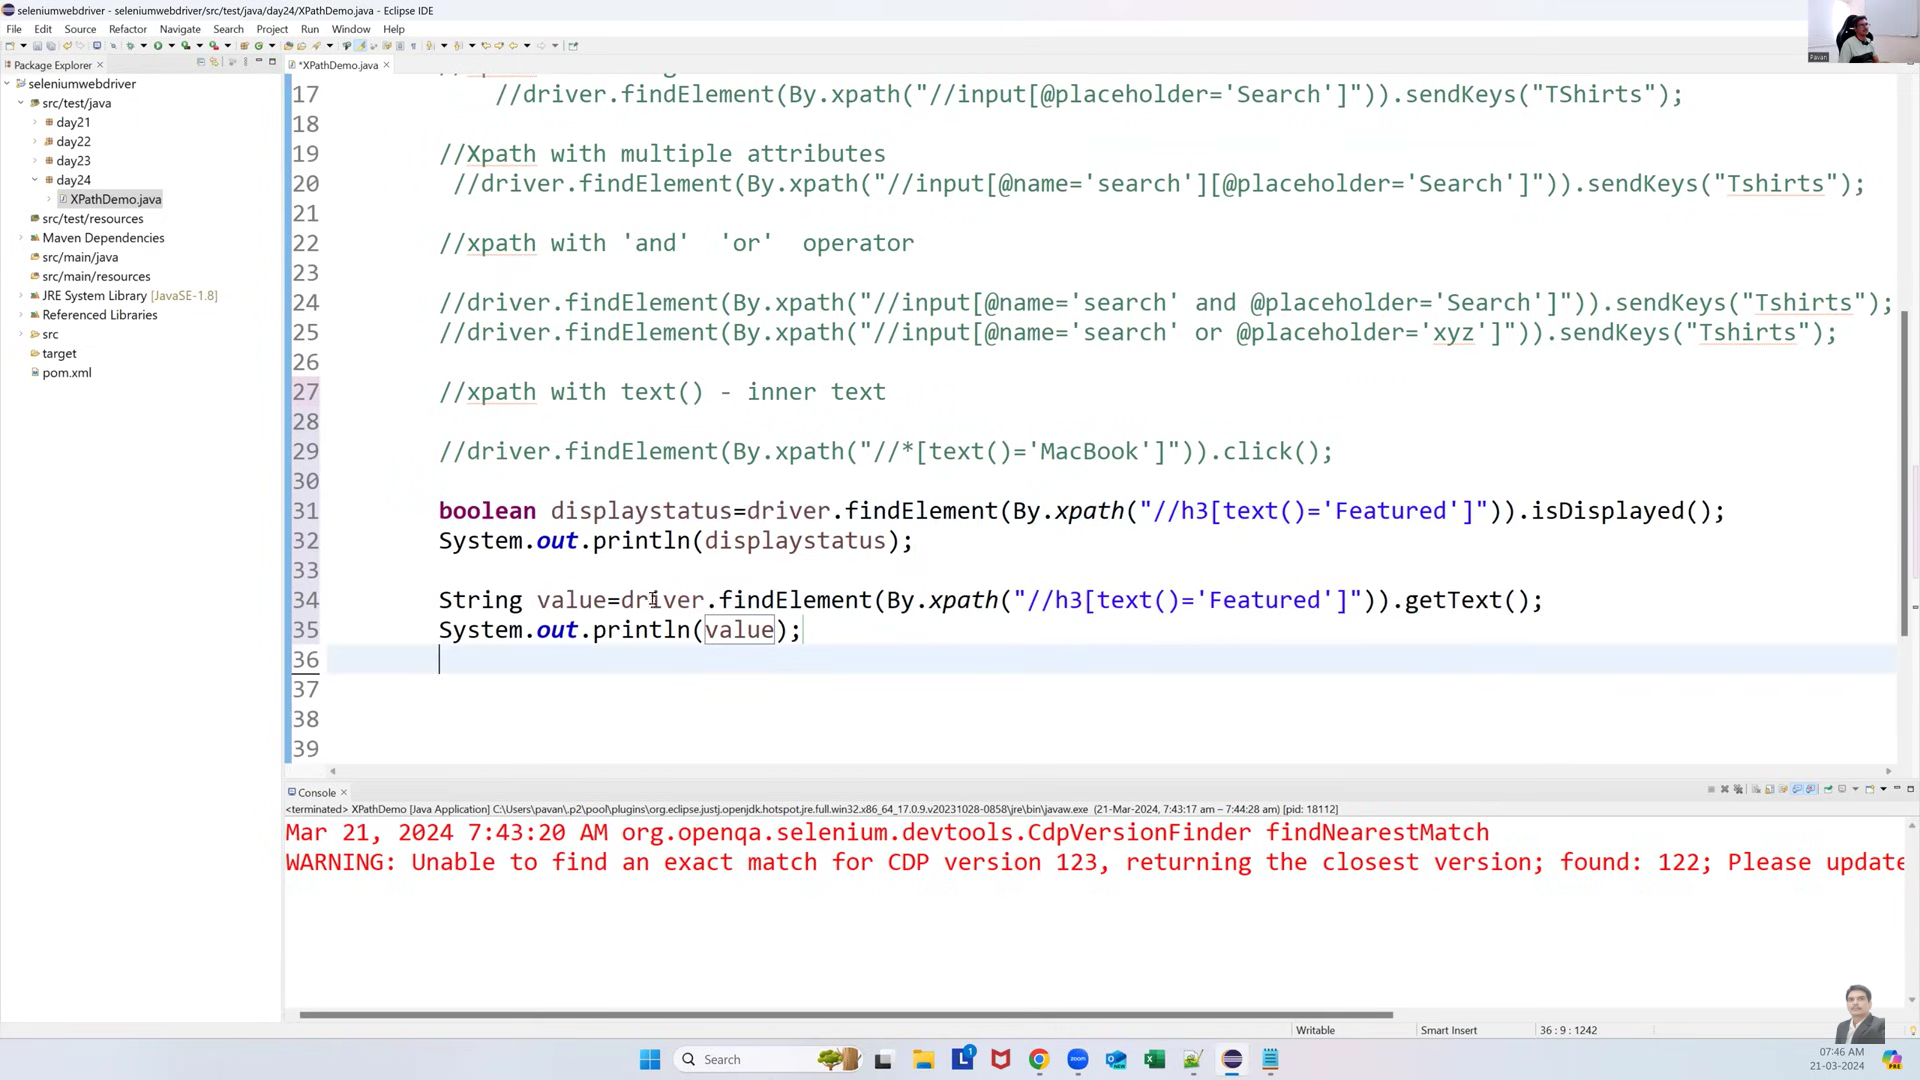 seleniumwebdriver - seleniumwebdriver/src/test/java/day24/XPathDemo.java - Eclipse IDE
File Edit Source Refactor Navigate Search Project Run Window Help
Package Explorer
*XPathDemo.java
seleniumwebdriver
src/test/java
day21
day22
day23
day24
XPathDemo.java
src/test/resources
Maven Dependencies
src/main/java
src/main/resources
JRE System Library [JavaSE-1.8]
Referenced Libraries
src
target
pom.xml
17 //driver.findElement(By.xpath("//input[@placeholder='Search']")).sendKeys("TShirts");
18
19 //Xpath with multiple attributes
20 //driver.findElement(By.xpath("//input[@name='search'][@placeholder='Search']")).sendKeys("Tshirts");
21
22 //xpath with 'and' 'or' operator
23
24 //driver.findElement(By.xpath("//input[@name='search' and @placeholder='Search']")).sendKeys("Tshirts");
25 //driver.findElement(By.xpath("//input[@name='search' or @placeholder='xyz']")).sendKeys("Tshirts");
26
27 //xpath with text() - inner text
28
29 //driver.findElement(By.xpath("//*[text()='MacBook']")).click();
30
31 boolean displaystatus=driver.findElement(By.xpath("//h3[text()='Featured']")).isDisplayed();
32 System.out.println(displaystatus);
33
34 String value=driver.findElement(By.xpath("//h3[text()='Featured']")).getText();
35 System.out.println(value);
36
37
38
39
Console
<terminated> XPathDemo [Java Application] C:\Users\pavan\.p2\pool\plugins\org.eclipse.justj.openjdk.hotspot.jre.full.win32.x86_64_17.0.9.v20231028-0858\jre\bin\javaw.exe (21-Mar-2024, 7:43:17 am – 7:44:28 am) [pid: 18112]
Mar 21, 2024 7:43:20 AM org.openqa.selenium.devtools.CdpVersionFinder findNearestMatch
WARNING: Unable to find an exact match for CDP version 123, returning the closest version; found: 122; Please update
Writable Smart Insert 36 : 9 : 1242
Search
07:46 AM
21-03-2024
Pavan